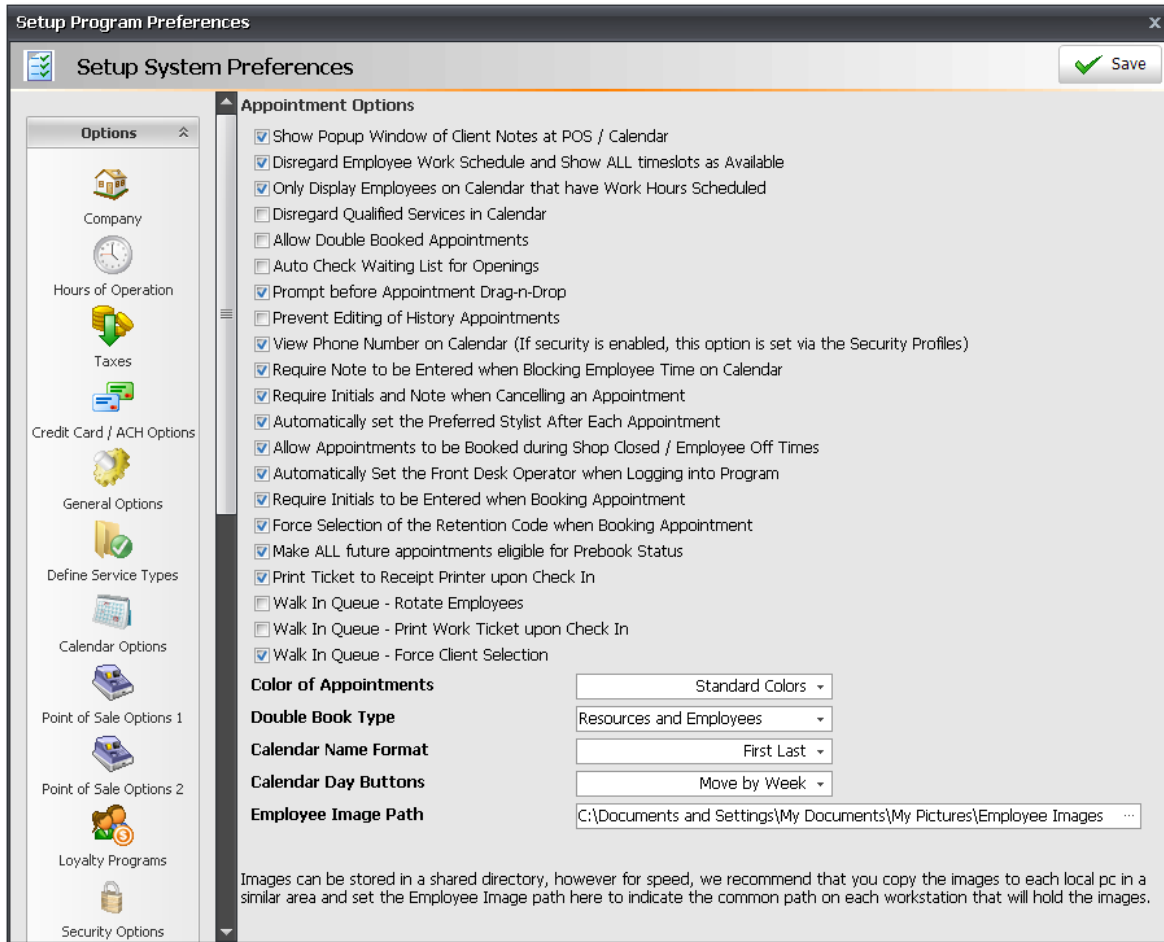 Setup Program Preferences
x
Setup System Preferences
Save
Options
Company
Hours of Operation
Taxes
Credit Card / ACH Options
General Options
Define Service Types
Calendar Options
Point of Sale Options 1
Point of Sale Options 2
Loyalty Programs
Security Options
Appointment Options
Show Popup Window of Client Notes at POS / Calendar
Disregard Employee Work Schedule and Show ALL timeslots as Available
Only Display Employees on Calendar that have Work Hours Scheduled
Disregard Qualified Services in Calendar
Allow Double Booked Appointments
Auto Check Waiting List for Openings
Prompt before Appointment Drag-n-Drop
Prevent Editing of History Appointments
View Phone Number on Calendar (If security is enabled, this option is set via the Security Profiles)
Require Note to be Entered when Blocking Employee Time on Calendar
Require Initials and Note when Cancelling an Appointment
Automatically set the Preferred Stylist After Each Appointment
Allow Appointments to be Booked during Shop Closed / Employee Off Times
Automatically Set the Front Desk Operator when Logging into Program
Require Initials to be Entered when Booking Appointment
Force Selection of the Retention Code when Booking Appointment
Make ALL future appointments eligible for Prebook Status
Print Ticket to Receipt Printer upon Check In
Walk In Queue - Rotate Employees
Walk In Queue - Print Work Ticket upon Check In
Walk In Queue - Force Client Selection
Color of Appointments Standard Colors
Double Book Type Resources and Employees
Calendar Name Format First Last
Calendar Day Buttons Move by Week
Employee Image Path C:\Documents and Settings\My Documents\My Pictures\Employee Images ...
Images can be stored in a shared directory, however for speed, we recommend that you copy the images to each local pc in a
similar area and set the Employee Image path here to indicate the common path on each workstation that will hold the images.